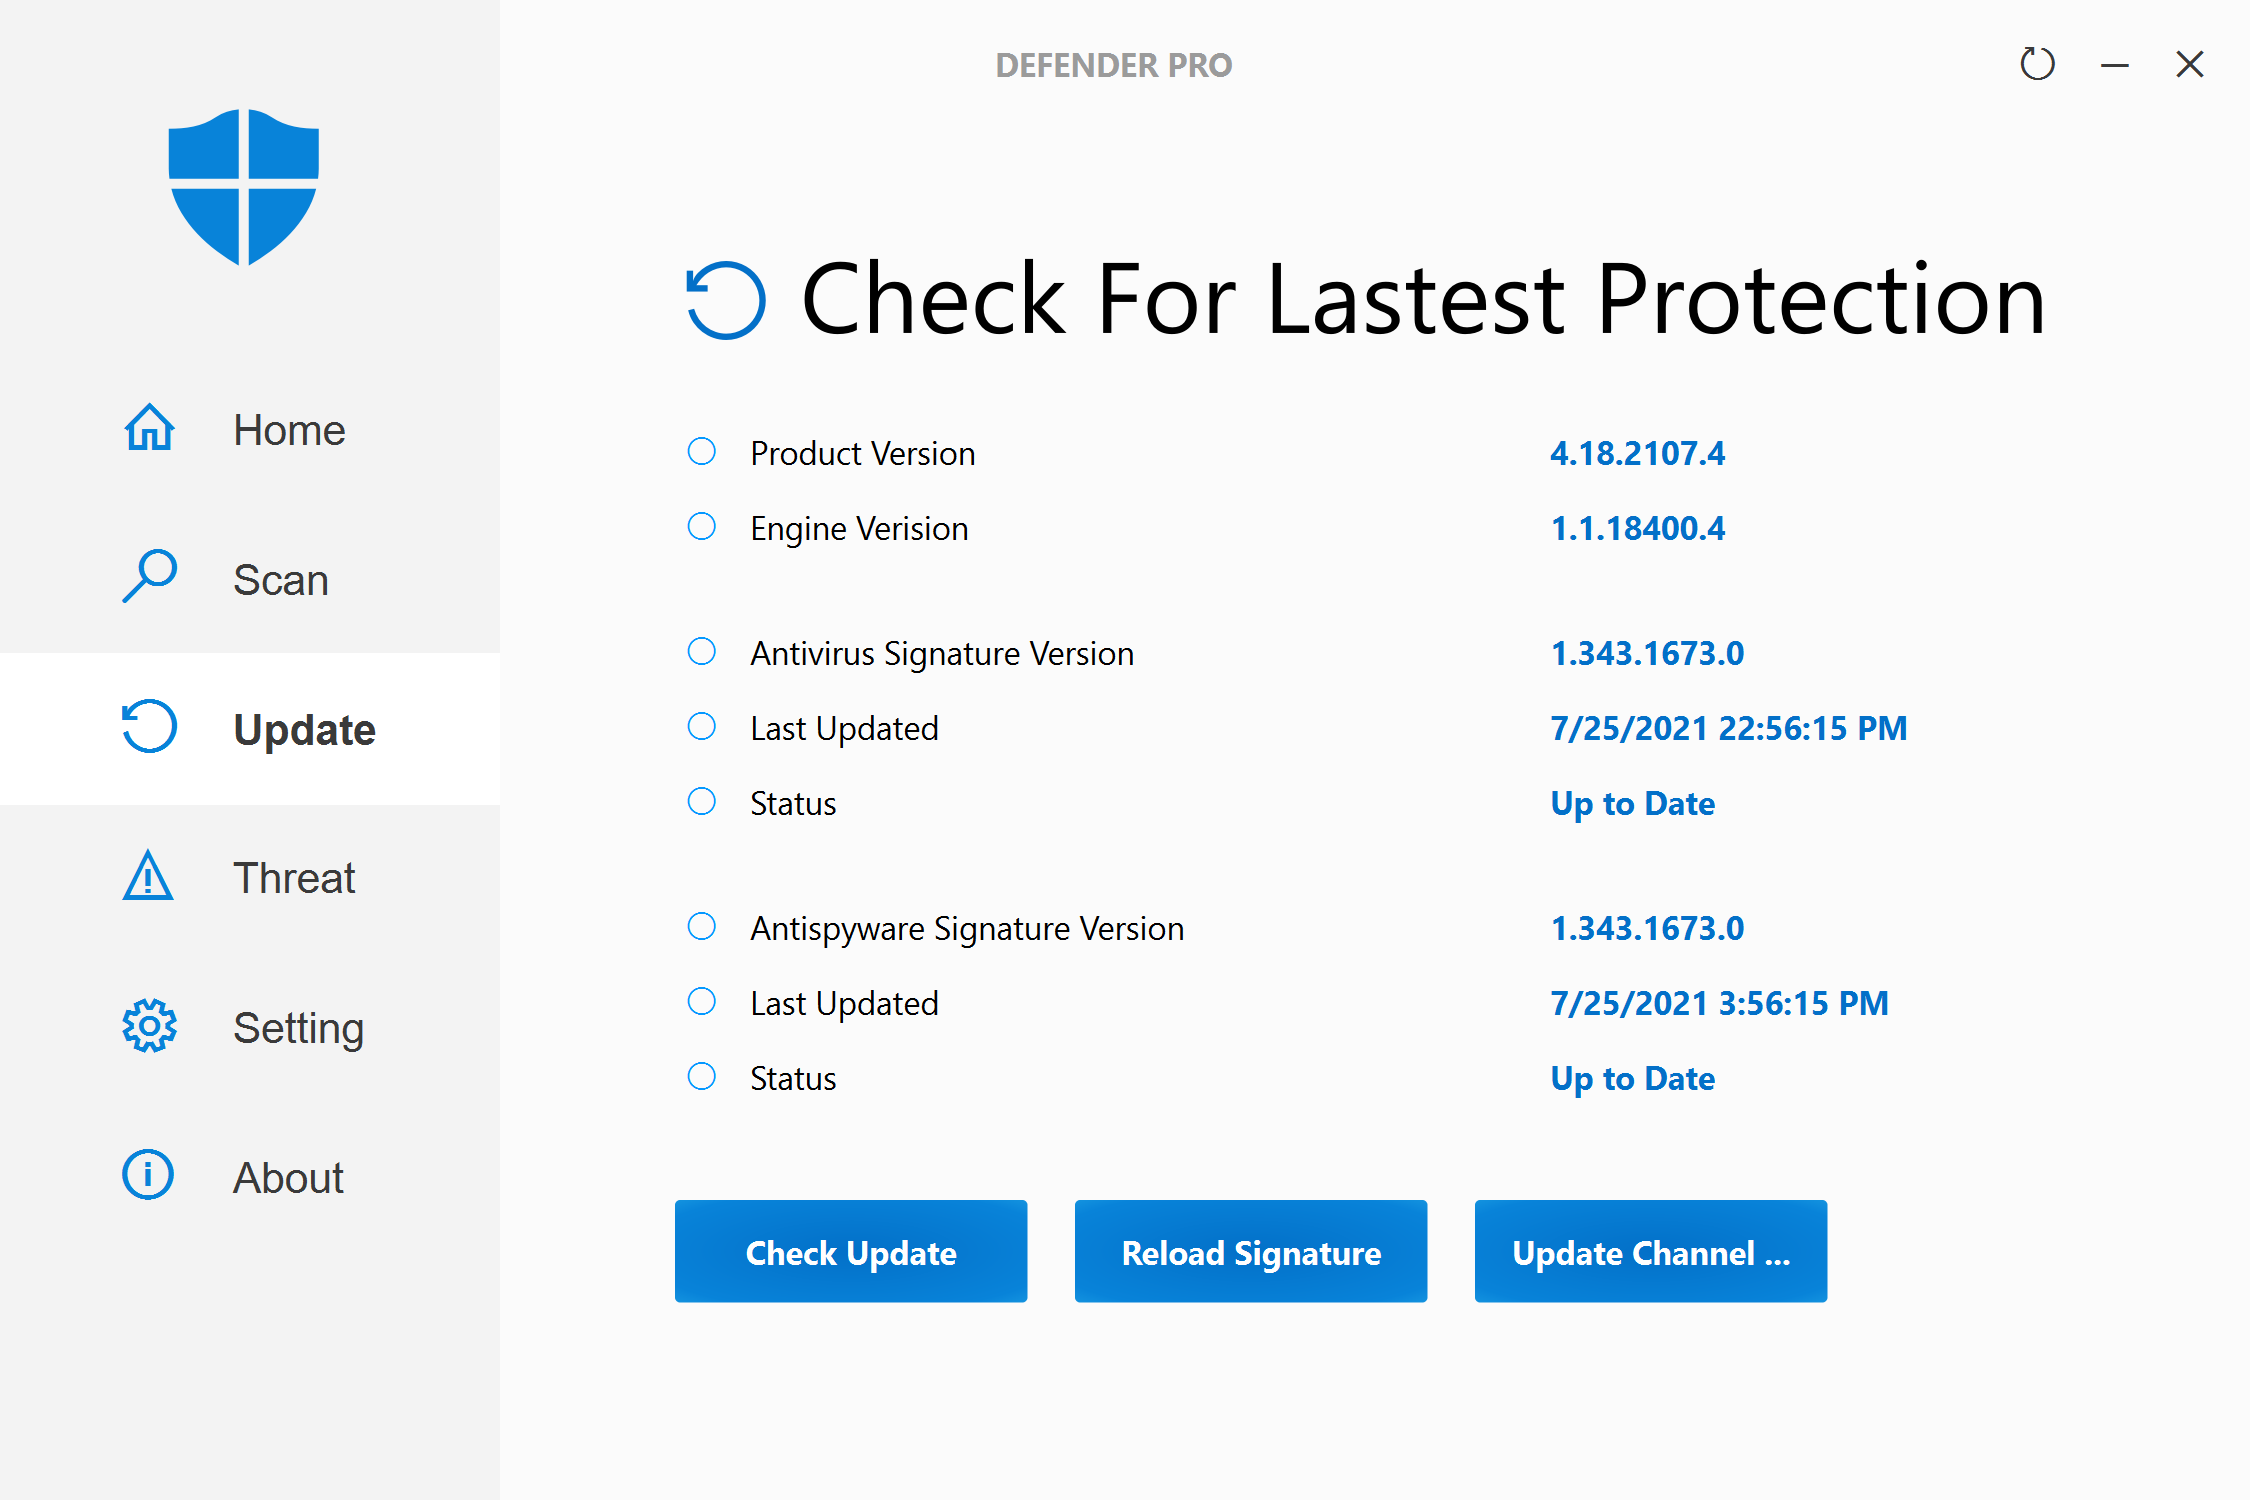 DEFENDER PRO
Home
Scan
Update
Threat
Setting
About
Check For Lastest Protection
Product Version 4.18.2107.4
Engine Verision 1.1.18400.4
Antivirus Signature Version 1.343.1673.0
Last Updated 7/25/2021 22:56:15 PM
Status Up to Date
Antispyware Signature Version 1.343.1673.0
Last Updated 7/25/2021 3:56:15 PM
Status Up to Date
Check Update Reload Signature Update Channel ...